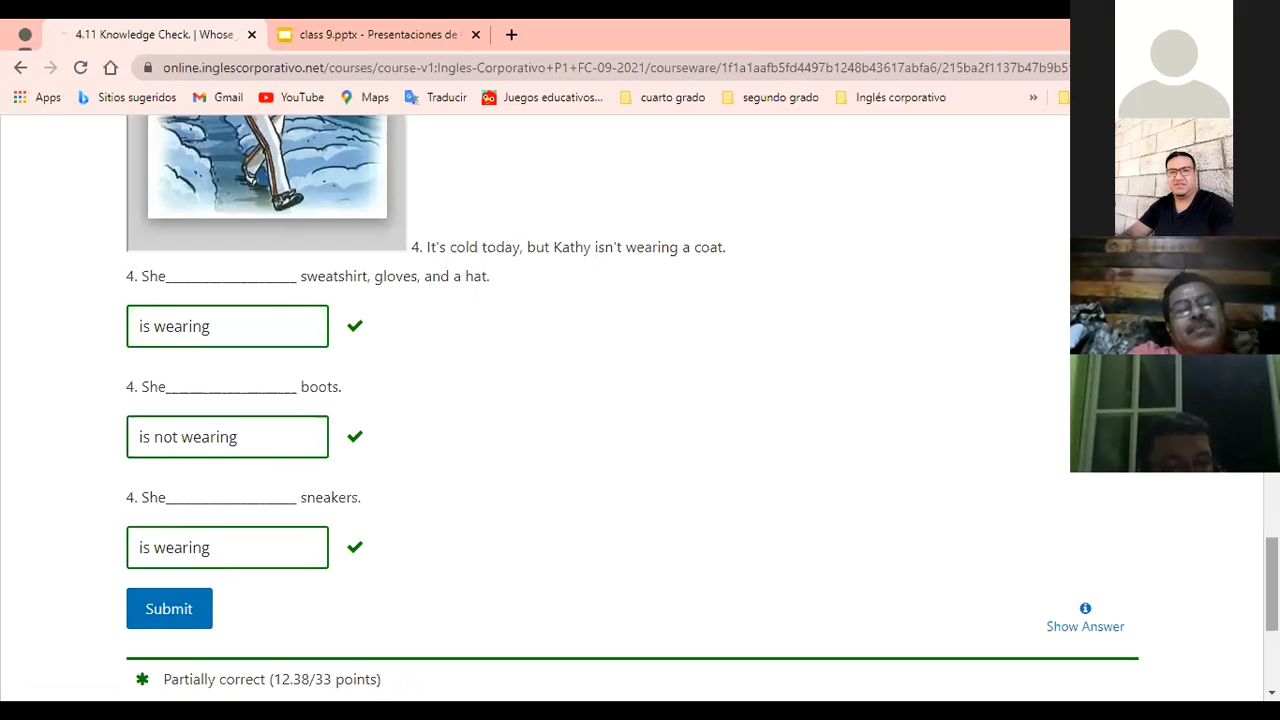 4.11 Knowledge Check. | Whose
class 9.pptx - Presentaciones de
online.inglescorporativo.net/courses/course-v1:Ingles-Corporativo+P1+FC-09-2021/courseware/1f1a1aafb5fd4497b1248b43617abfa6/215ba2f1137b47b9b5
Apps Sitios sugeridos Gmail YouTube Maps Traducir Juegos educativos... cuarto grado segundo grado Inglés corporativo »
4. It's cold today, but Kathy isn't wearing a coat.
4. She____________________ sweatshirt, gloves, and a hat.
is wearing
4. She____________________ boots.
is not wearing
4. She____________________ sneakers.
is wearing
Submit
Show Answer
Partially correct (12.38/33 points)